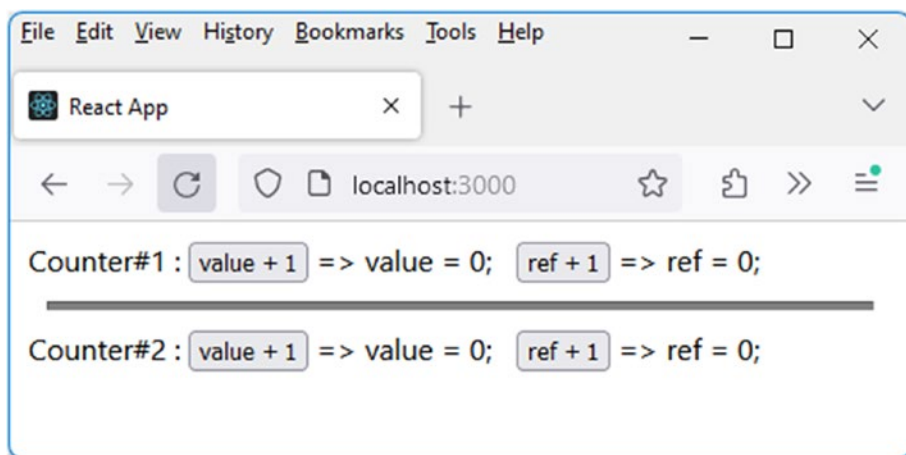 File Edit View History Bookmarks Tools Help
React App
localhost:3000
Counter#1 : value + 1 => value = 0; ref + 1 => ref = 0;
Counter#2 : value + 1 => value = 0; ref + 1 => ref = 0;